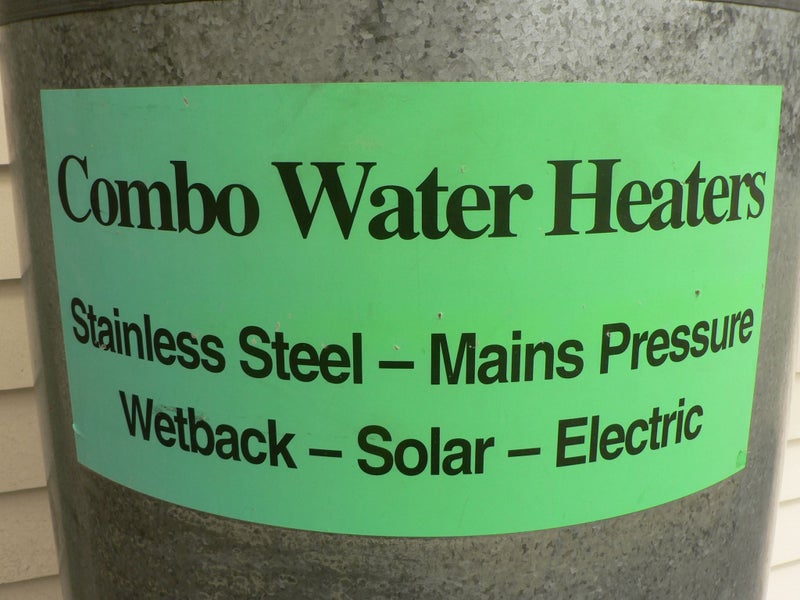 Combo Water Heaters
Stainless Steel – Mains Pressure
Wetback – Solar – Electric